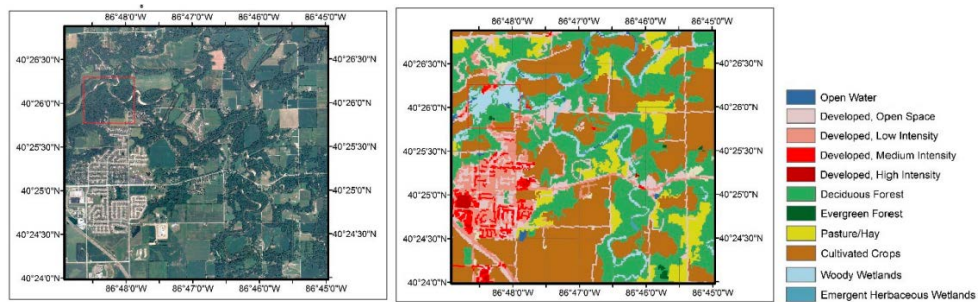 86°48'0"W 86°47'0"W 86°46'0"W 86°45'0"W
40°26'30"N
40°26'0"N
40°25'30"N
40°25'0"N
40°24'30"N
40°24'0"N
40°26'30"N
40°26'0"N
40°25'30"N
40°25'0"N
40°24'30"N
40°24'0"N
86°48'0"W 86°47'0"W 86°46'0"W 86°45'0"W
86°48'0"W 86°47'0"W 86°46'0"W 86°45'0"W
40°26'30"N
40°26'0"N
40°25'30"N
40°25'0"N
40°24'30"N
40°24'0"N
40°26'30"N
40°26'0"N
40°25'30"N
40°25'0"N
40°24'30"N
40°24'0"N
86°48'0"W 86°47'0"W 86°46'0"W 86°45'0"W
Open Water
Developed, Open Space
Developed, Low Intensity
Developed, Medium Intensity
Developed, High Intensity
Deciduous Forest
Evergreen Forest
Pasture/Hay
Cultivated Crops
Woody Wetlands
Emergent Herbaceous Wetlands